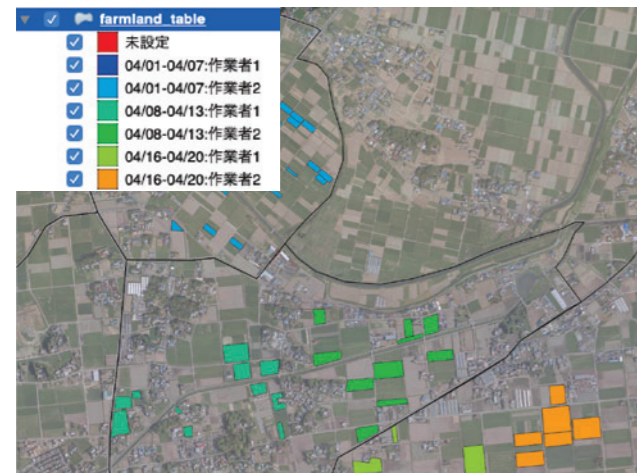 farmland_table
未設定
04/01-04/07:作業者1
04/01-04/07:作業者2
04/08-04/13:作業者1
04/08-04/13:作業者2
04/16-04/20:作業者1
04/16-04/20:作業者2